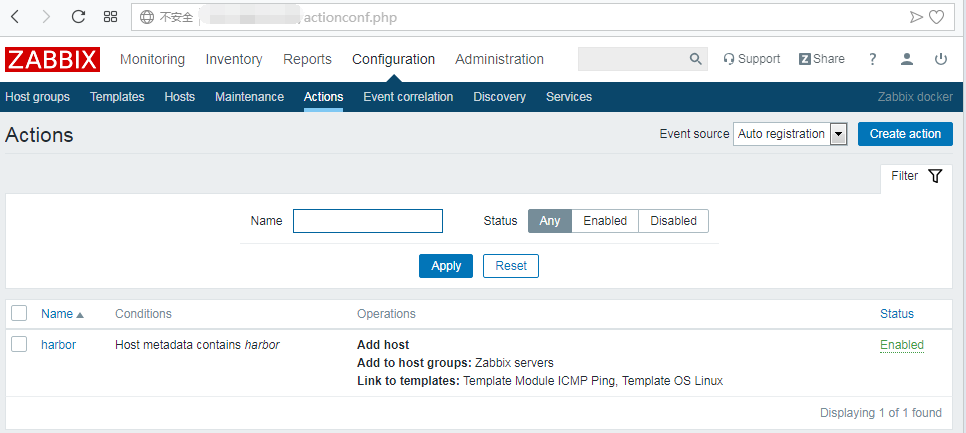 不安全 actionconf.php
ZABBIX Monitoring Inventory Reports Configuration Administration Support Z Share ?
Host groups Templates Hosts Maintenance Actions Event correlation Discovery Services Zabbix docker
Actions Event source Auto registration Create action
Filter
Name Status Any Enabled Disabled
Apply Reset
Name Conditions Operations Status
harbor Host metadata contains harbor Add host Enabled
Add to host groups: Zabbix servers
Link to templates: Template Module ICMP Ping, Template OS Linux
Displaying 1 of 1 found